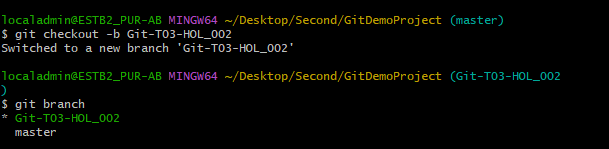 localadmin@ESTB2_PUR-AB MINGW64 ~/Desktop/Second/GitDemoProject (master)
$ git checkout -b Git-T03-HOL_002
Switched to a new branch 'Git-T03-HOL_002'
localadmin@ESTB2_PUR-AB MINGW64 ~/Desktop/Second/GitDemoProject (Git-T03-HOL_002
)
$ git branch
* Git-T03-HOL_002
  master